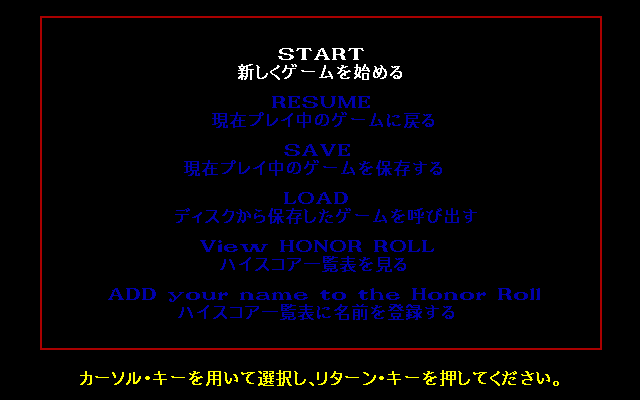 START
新しくゲームを始める
RESUME
現在プレイ中のゲームに戻る
SAVE
現在プレイ中のゲームを保存する
LOAD
ディスクから保存したゲームを呼び出す
View HONOR ROLL
ハイスコアー覧表を見る
ADD your name to the Honor Roll
ハイスコアー覧表に名前を登録する
カーソル・キーを用いて選択し、リターン・キーを押してください。